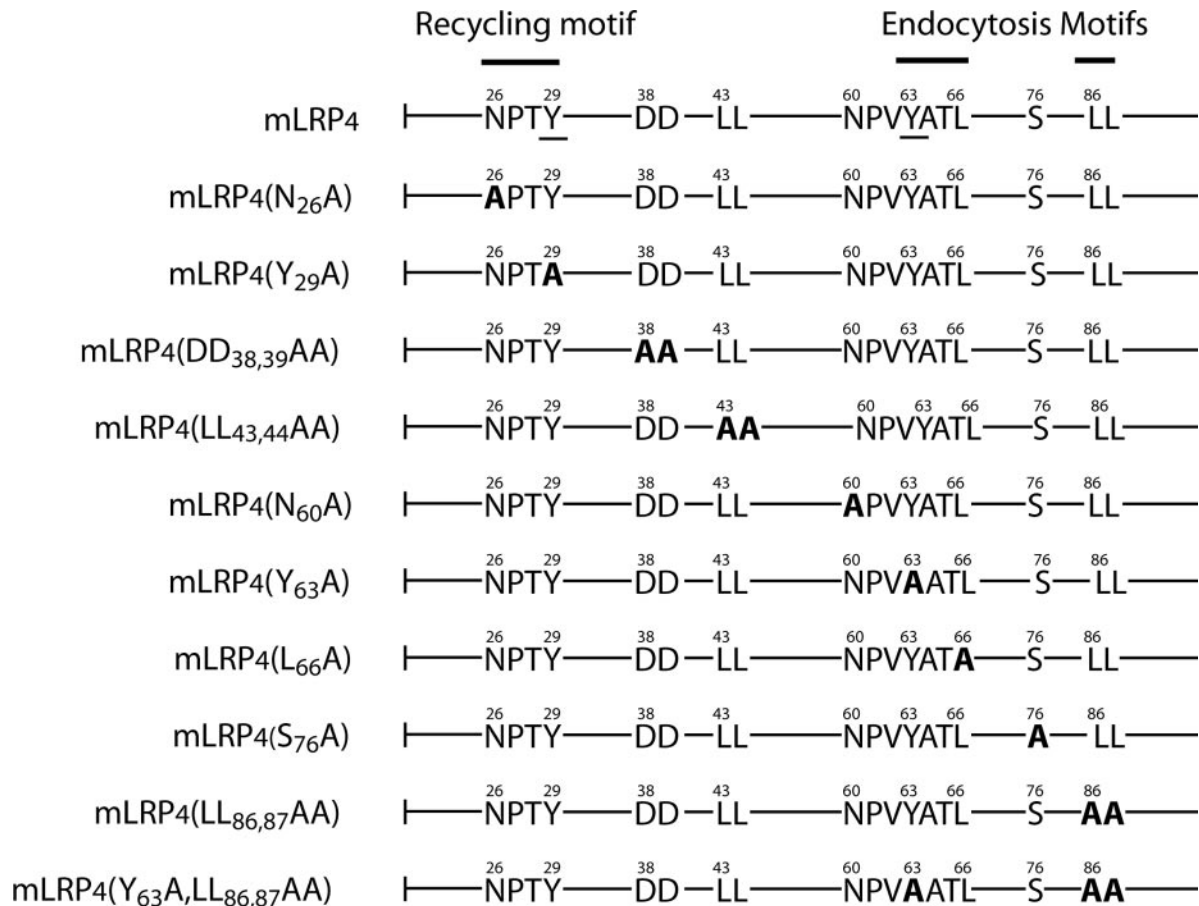 Recycling motif Endocytosis Motifs
26 29 38 43 60 63 66 76 86
mLRP4 NPTY DD LL NPVYATL S LL
26 29 38 43 60 63 66 76 86
mLRP4(N26A) APTY DD LL NPVYATL S LL
26 29 38 43 60 63 66 76 86
mLRP4(Y29A) NPTA DD LL NPVYATL S LL
26 29 38 43 60 63 66 76 86
mLRP4(DD38,39AA) NPTY AA LL NPVYATL S LL
26 29 38 43 60 63 66 76 86
mLRP4(LL43,44AA) NPTY DD AA NPVYATL S LL
26 29 38 43 60 63 66 76 86
mLRP4(N60A) NPTY DD LL APVYATL S LL
26 29 38 43 60 63 66 76 86
mLRP4(Y63A) NPTY DD LL NPVAATL S LL
26 29 38 43 60 63 66 76 86
mLRP4(L66A) NPTY DD LL NPVYATA S LL
26 29 38 43 60 63 66 76 86
mLRP4(S76A) NPTY DD LL NPVYATL A LL
26 29 38 43 60 63 66 76 86
mLRP4(LL86,87AA) NPTY DD LL NPVYATL S AA
26 29 38 43 60 63 66 76 86
mLRP4(Y63A,LL86,87AA) NPTY DD LL NPVAATL S AA